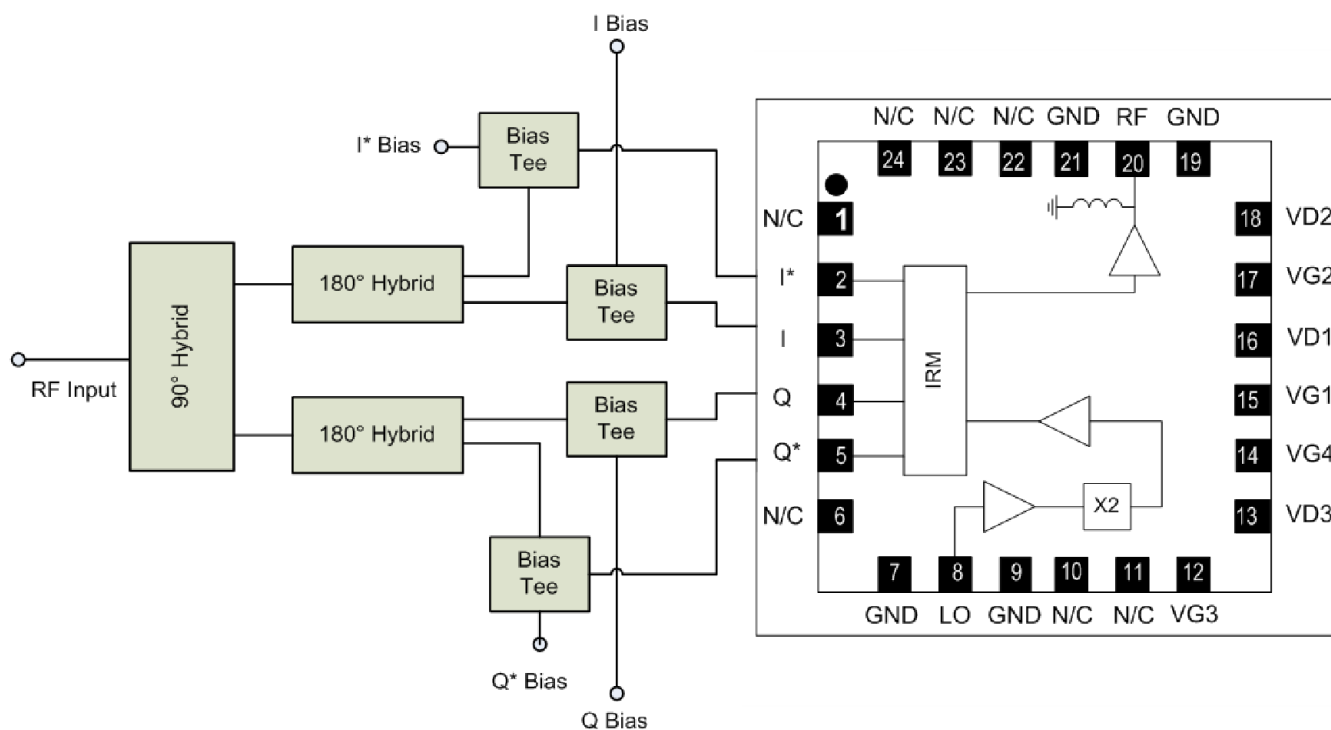 I Bias
I* Bias
Bias
Tee
RF Input
90° Hybrid
180° Hybrid
Bias
Tee
180° Hybrid
Bias
Tee
Bias
Tee
Q* Bias
Q Bias
N/C N/C N/C GND RF GND
24 23 22 21 20 19
N/C 1
I* 2
I 3
Q 4
Q* 5
N/C 6
IRM
X2
18 VD2
17 VG2
16 VD1
15 VG1
14 VG4
13 VD3
7 8 9 10 11 12
GND LO GND N/C N/C VG3